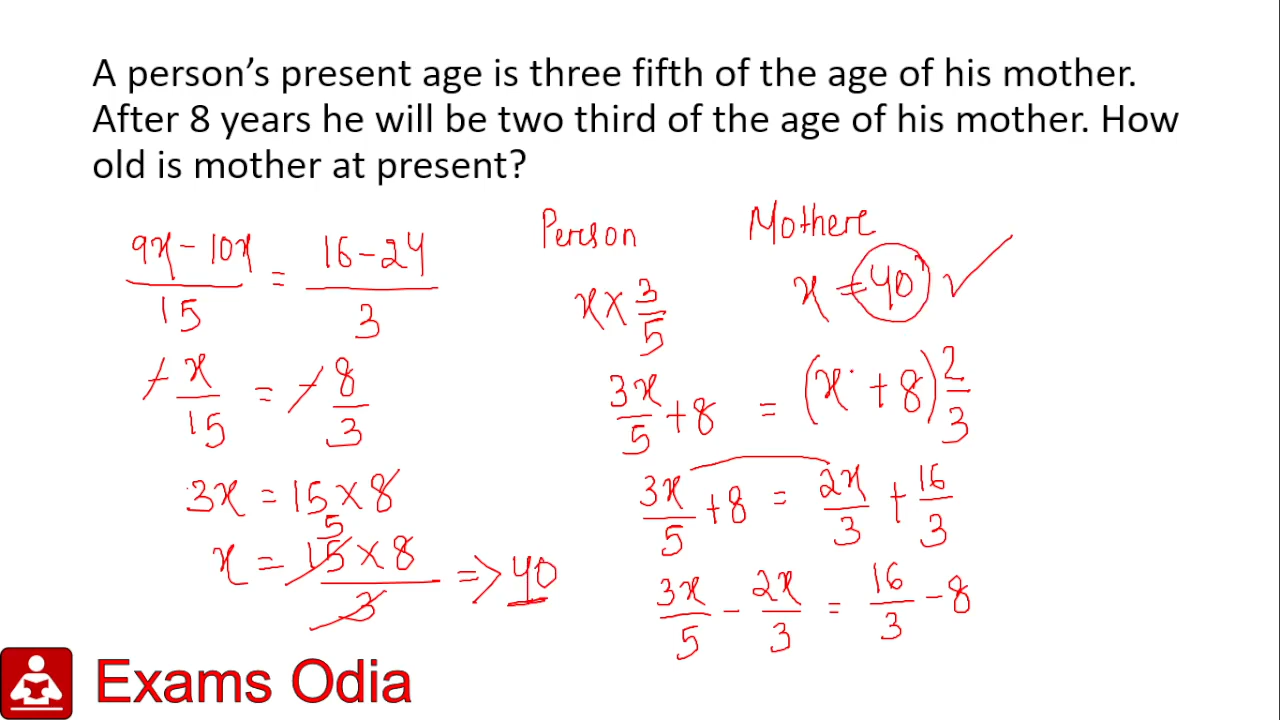 A person's present age is three fifth of the age of his mother.
After 8 years he will be two third of the age of his mother. How
old is mother at present?
Person Mothere
x × 3/5 x = 40 ✓
3x/5 + 8 = (x + 8) 2/3
3x/5 + 8 = 2x/3 + 16/3
3x/5 - 2x/3 = 16/3 - 8
9x - 10x/15 = 16 - 24/3
- x/15 = - 8/3
3x = 15 × 8
x = 15 × 8/3 => 40
5
Exams Odia